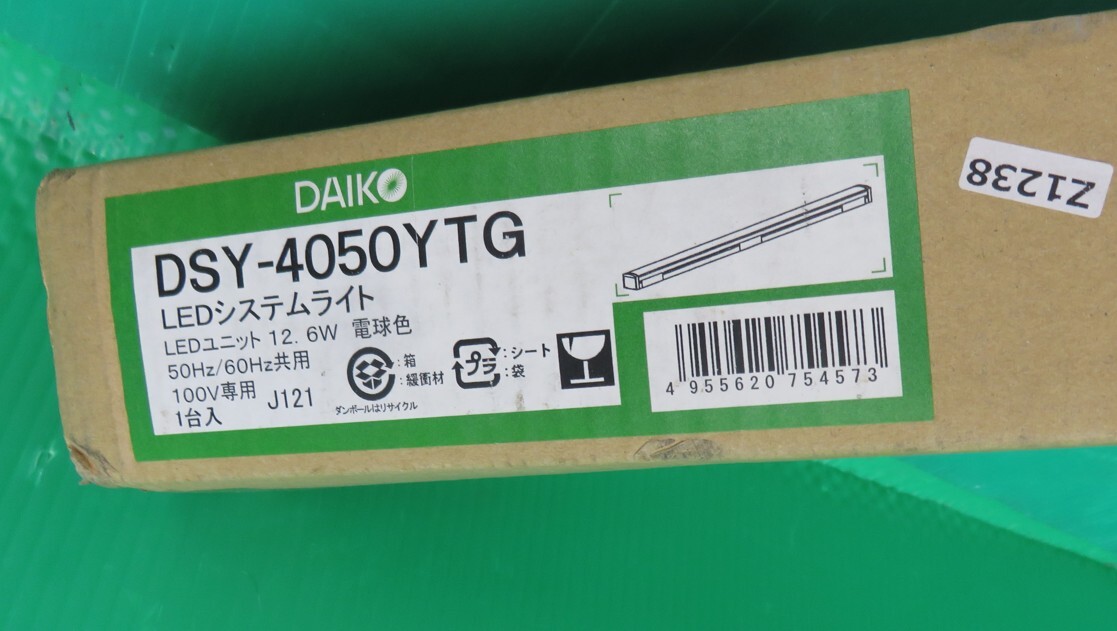 DAIKO
DSY-4050YTG
LEDシステムライト
LEDユニット 12.6W 電球色
50Hz/60Hz共用
100V専用 J121
1台入
:箱
:緩衝材
ダンボールはリサイクル
プラ
:シート
:袋
4 955620 754573
Z1238